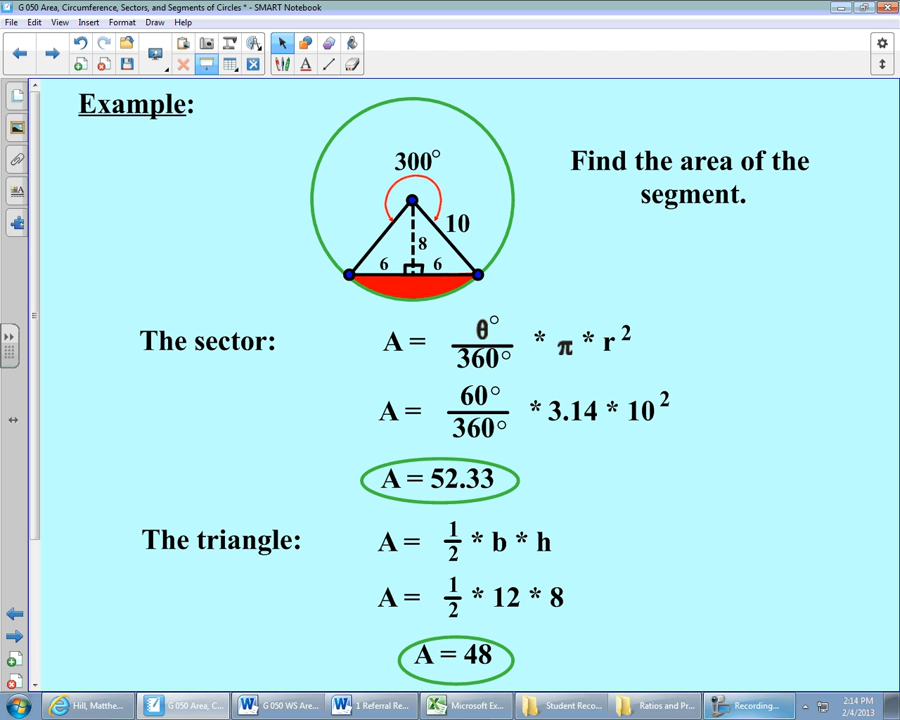 G 050 Area, Circumference, Sectors, and Segments of Circles * - SMART Notebook
File Edit View Insert Format Draw Help
Example:
300°
10
8
6 6
Find the area of the
segment.
The sector: A = θ° / 360° * π * r²
A = 60° / 360° * 3.14 * 10²
A = 52.33
The triangle: A = 1/2 * b * h
A = 1/2 * 12 * 8
A = 48
Hill, Matthe... G 050 Area, C... G 050 WS Are... 1 Referral Re... Microsoft Ex... Student Reco... Ratios and Pr... Recording...
2:14 PM
2/4/2013